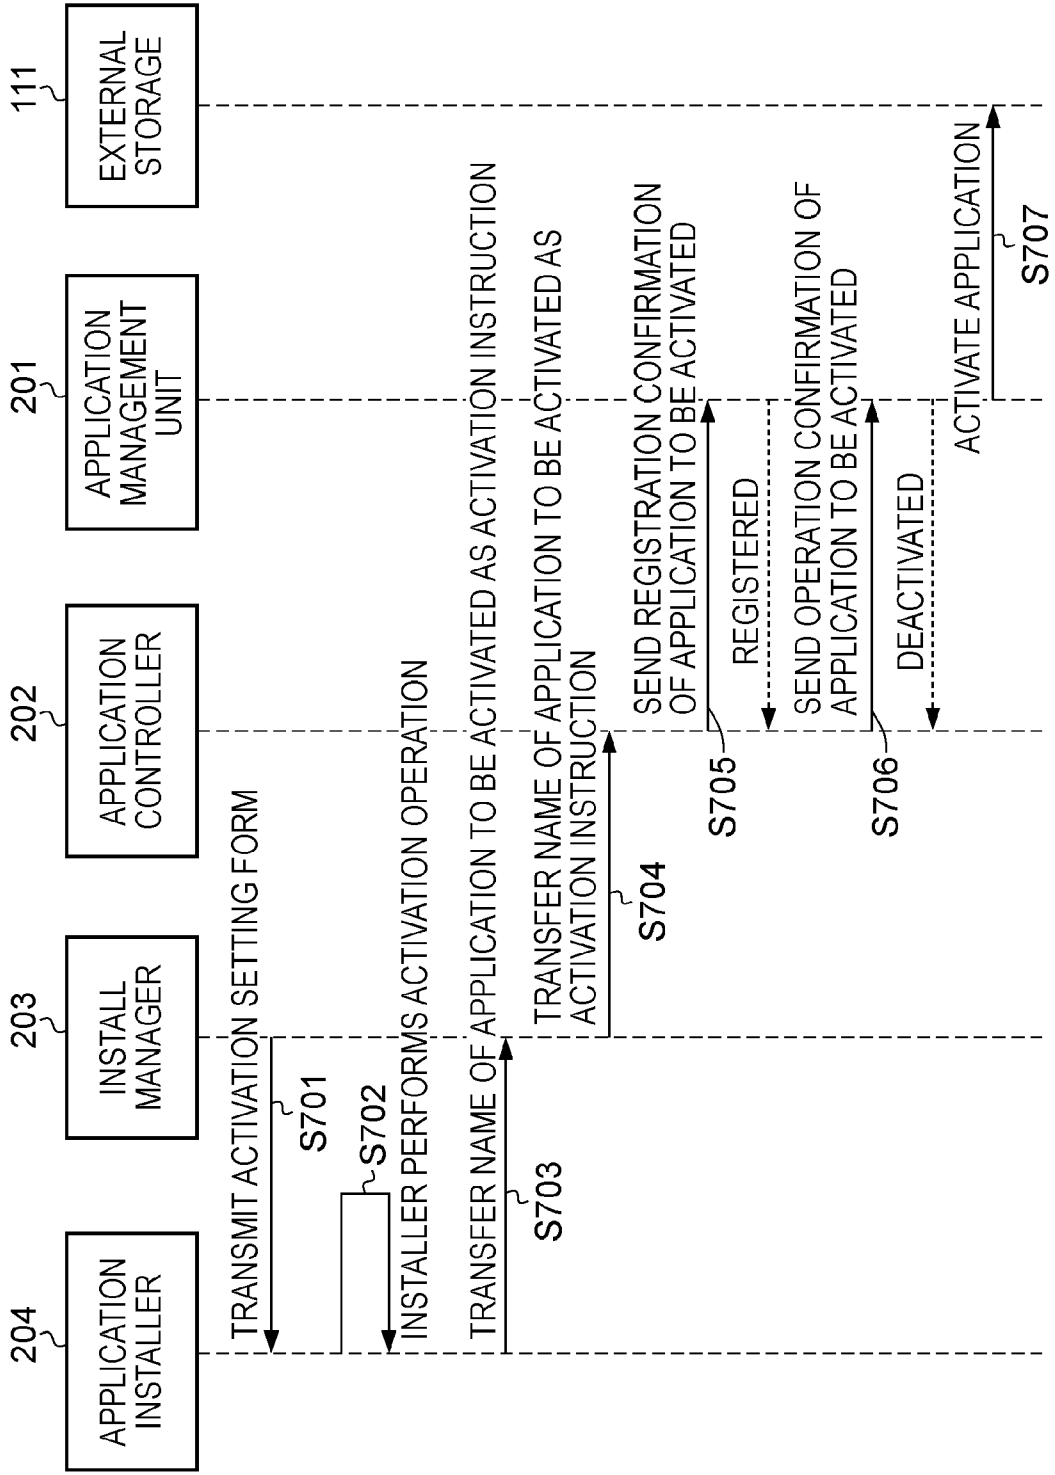 204
APPLICATION
INSTALLER
203
INSTALL
MANAGER
202
APPLICATION
CONTROLLER
201
APPLICATION
MANAGEMENT
UNIT
111
EXTERNAL
STORAGE
TRANSMIT ACTIVATION SETTING FORM
S701
S702
INSTALLER PERFORMS ACTIVATION OPERATION
TRANSFER NAME OF APPLICATION TO BE ACTIVATED AS ACTIVATION INSTRUCTION
S703
TRANSFER NAME OF APPLICATION TO BE ACTIVATED AS
ACTIVATION INSTRUCTION
S704
SEND REGISTRATION CONFIRMATION
OF APPLICATION TO BE ACTIVATED
S705
REGISTERED
SEND OPERATION CONFIRMATION OF
APPLICATION TO BE ACTIVATED
S706
DEACTIVATED
ACTIVATE APPLICATION
S707